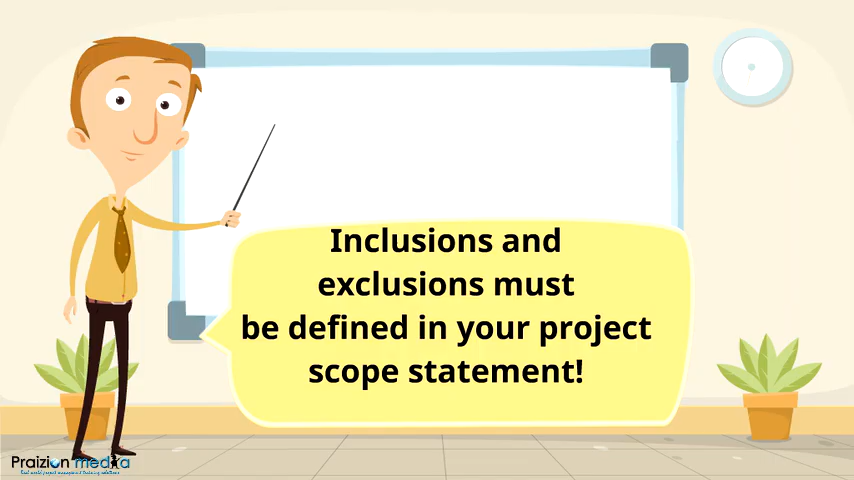 Inclusions and
exclusions must
be defined in your project
scope statement!
Praizion media